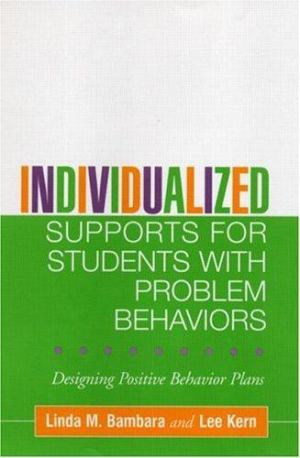 INDIVIDUALIZED
SUPPORTS FOR
STUDENTS WITH
PROBLEM
BEHAVIORS
Designing Positive Behavior Plans
Linda M. Bambara and Lee Kern